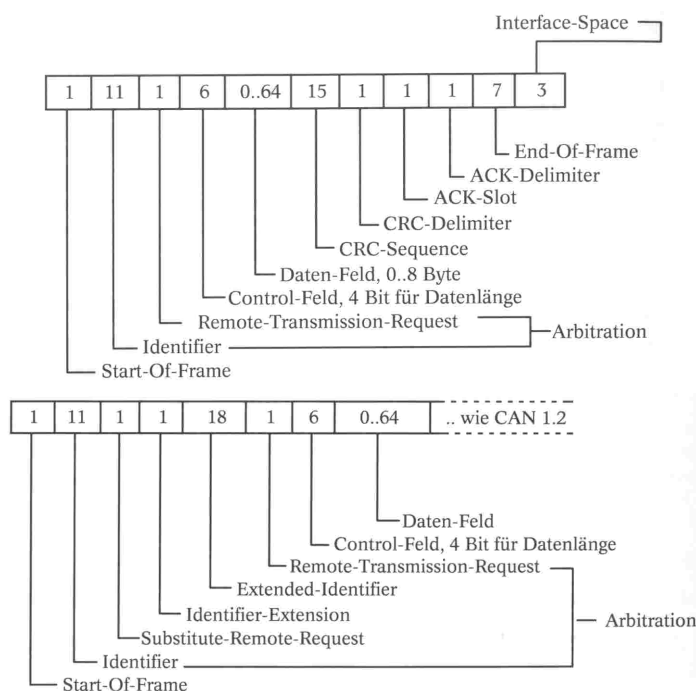 Interface-Space
1 11 1 6 0..64 15 1 1 1 7 3
End-Of-Frame
ACK-Delimiter
ACK-Slot
CRC-Delimiter
CRC-Sequence
Daten-Feld, 0..8 Byte
Control-Feld, 4 Bit für Datenlänge
Remote-Transmission-Request
Arbitration
Identifier
Start-Of-Frame
1 11 1 1 18 1 6 0..64 .. wie CAN 1.2
Daten-Feld
Control-Feld, 4 Bit für Datenlänge
Remote-Transmission-Request
Extended-Identifier
Identifier-Extension
Arbitration
Substitute-Remote-Request
Identifier
Start-Of-Frame